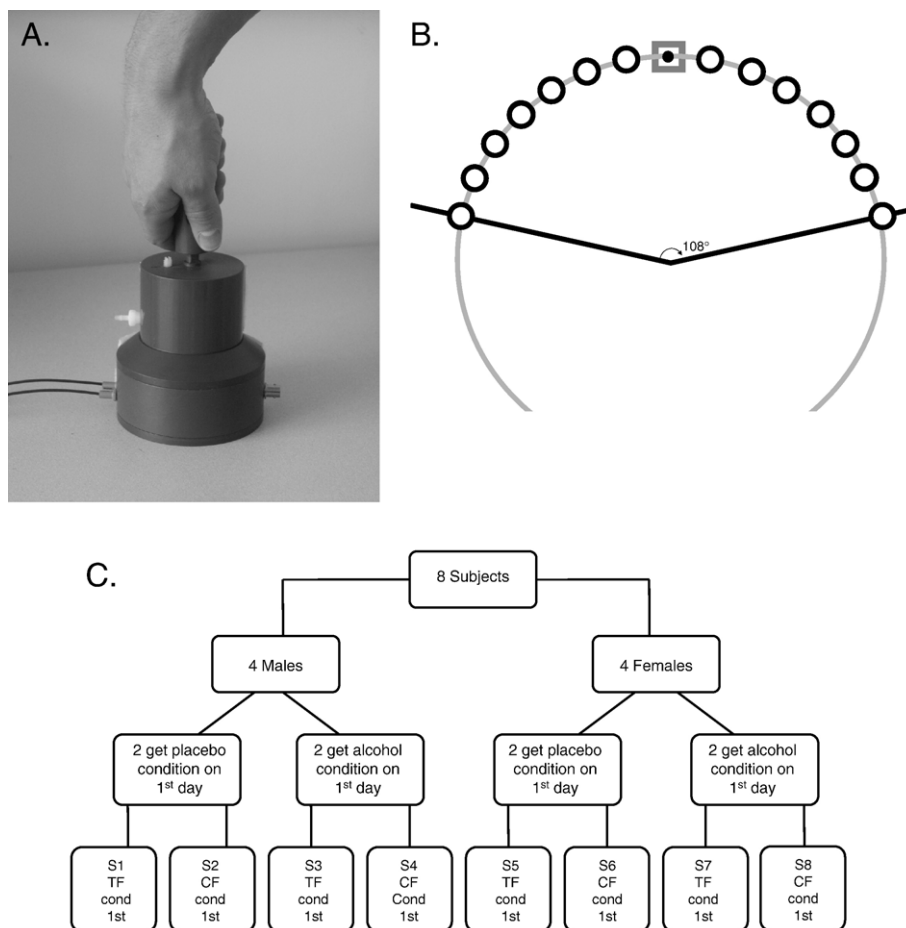 A.
B.
108°
C.
8 Subjects
4 Males
4 Females
2 get placebo
condition on
1st day
2 get alcohol
condition on
1st day
2 get placebo
condition on
1st day
2 get alcohol
condition on
1st day
S1
TF
cond
1st
S2
CF
cond
1st
S3
TF
cond
1st
S4
CF
Cond
1st
S5
TF
cond
1st
S6
CF
cond
1st
S7
TF
cond
1st
S8
CF
cond
1st